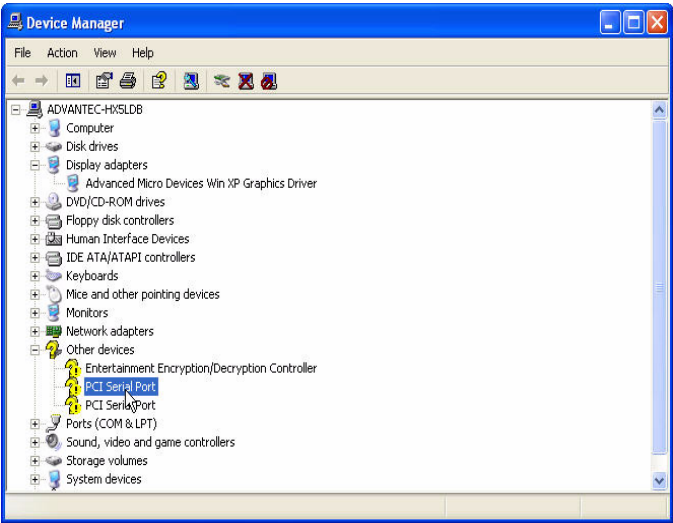 Device Manager
File Action View Help
ADVANTEC-HX5LDB
Computer
Disk drives
Display adapters
Advanced Micro Devices Win XP Graphics Driver
DVD/CD-ROM drives
Floppy disk controllers
Human Interface Devices
IDE ATA/ATAPI controllers
Keyboards
Mice and other pointing devices
Monitors
Network adapters
Other devices
Entertainment Encryption/Decryption Controller
PCI Serial Port
PCI Serial Port
Ports (COM & LPT)
Sound, video and game controllers
Storage volumes
System devices